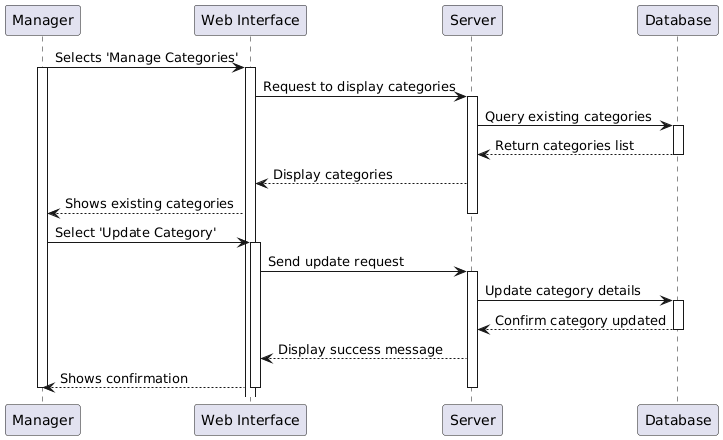 Manager Web Interface Server Database
Selects 'Manage Categories'
Request to display categories
Query existing categories
Return categories list
Display categories
Shows existing categories
Select 'Update Category'
Send update request
Update category details
Confirm category updated
Display success message
Shows confirmation
Manager Web Interface Server Database